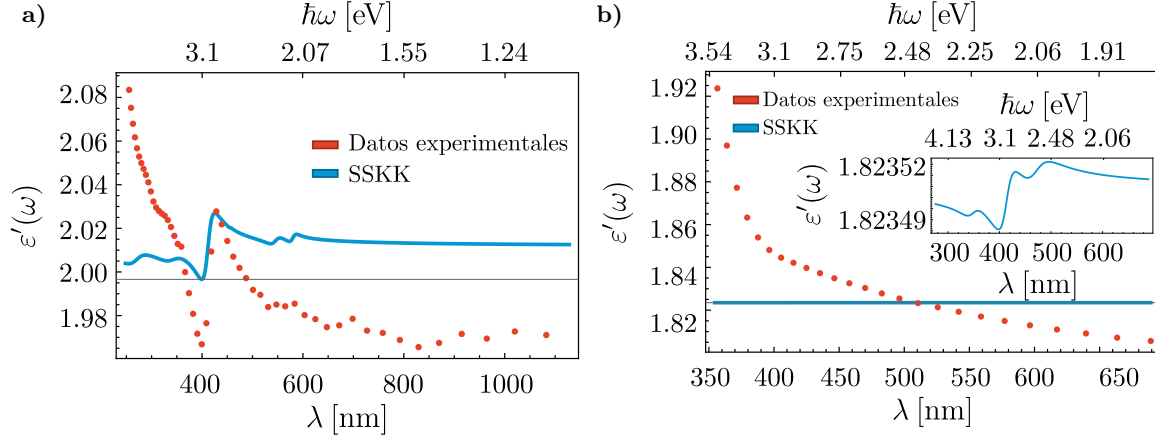 a)
ℏω [eV]
3.1 2.07 1.55 1.24
2.08
2.06
2.04
2.02
2.00
1.98
ε′(ω)
Datos experimentales
SSKK
400 600 800 1000
λ [nm]
b)
ℏω [eV]
3.54 3.1 2.75 2.48 2.25 2.06 1.91
1.92
1.90
1.88
1.86
1.84
1.82
ε′(ω)
Datos experimentales
SSKK
ℏω [eV]
4.13 3.1 2.48 2.06
1.82352
1.82349
ε′(ω)
300 400 500 600
λ [nm]
350 400 450 500 550 600 650
λ [nm]